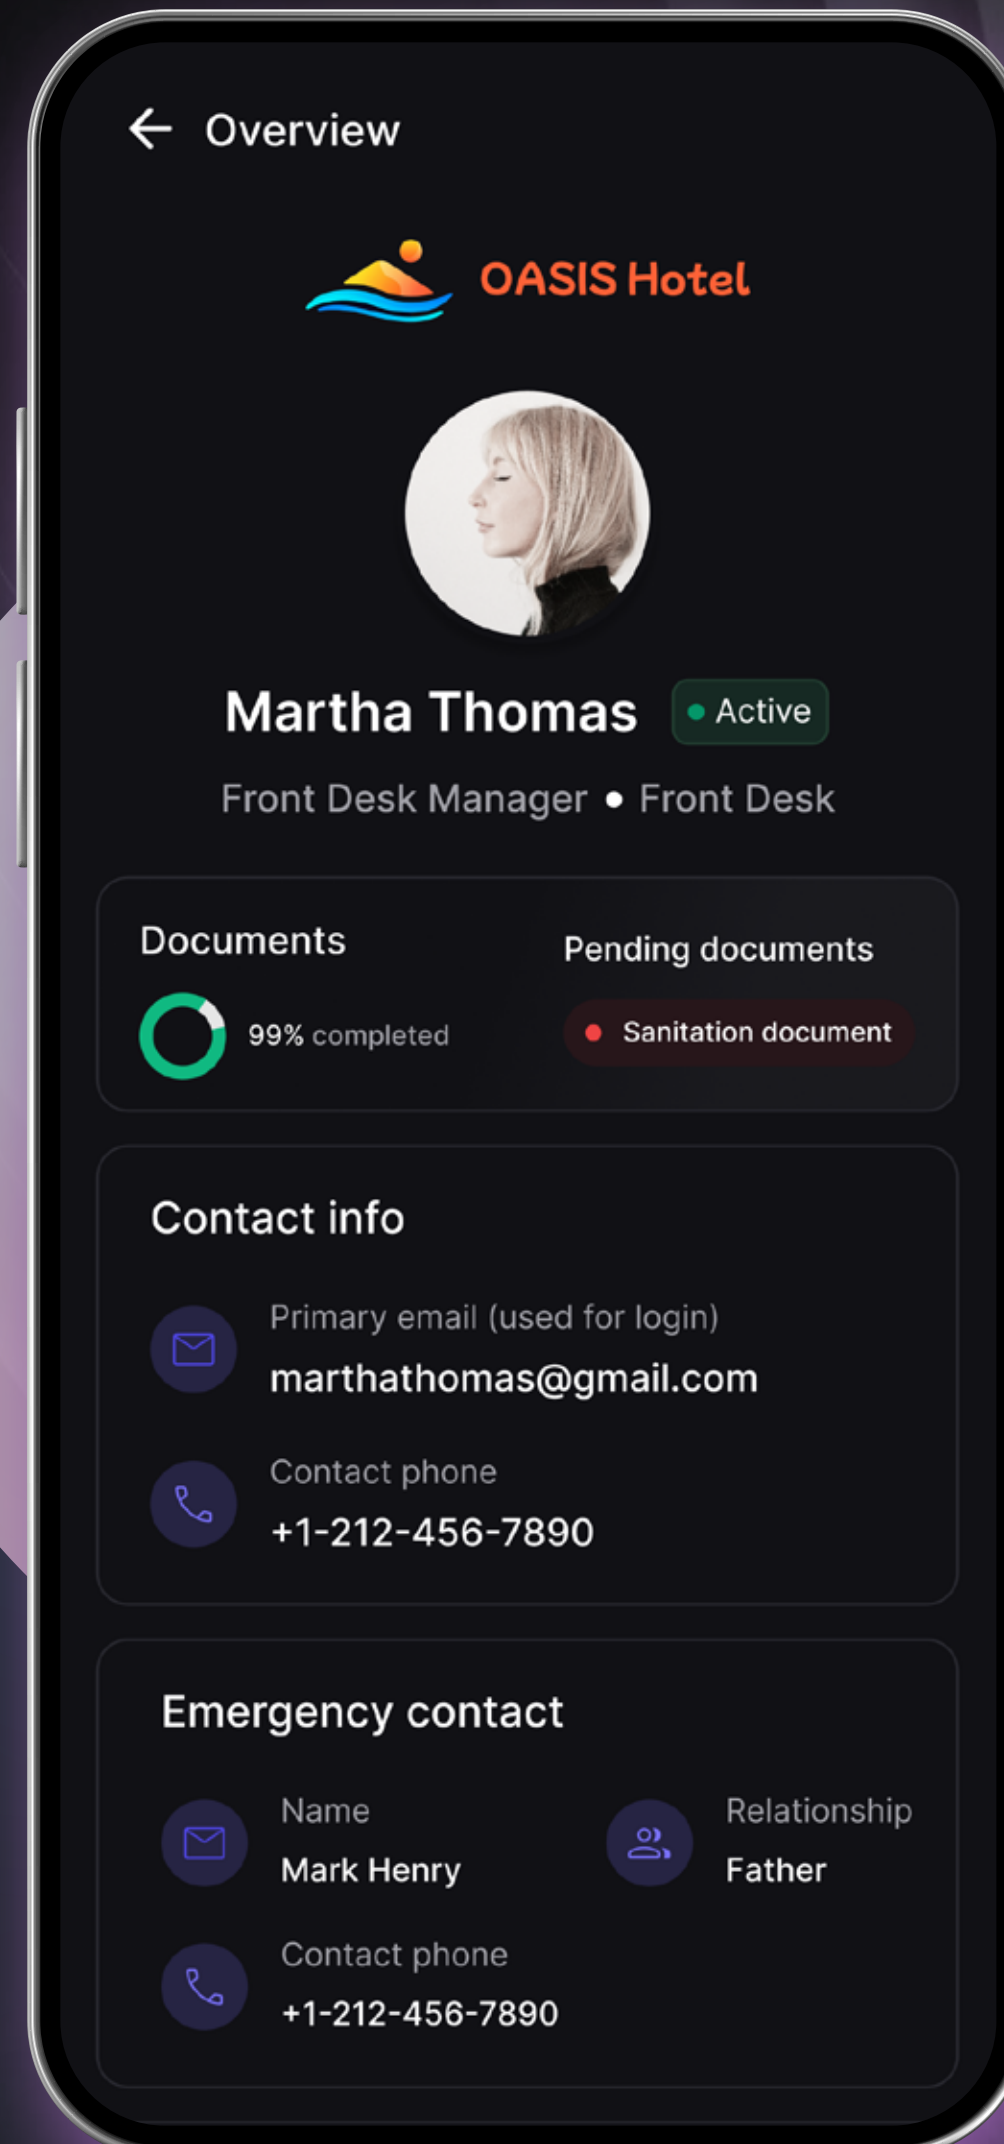 Overview
OASIS Hotel
Martha Thomas
Active
Front Desk Manager • Front Desk
Documents
99% completed
Pending documents
Sanitation document
Contact info
Primary email (used for login)
marthathomas@gmail.com
Contact phone
+1-212-456-7890
Emergency contact
Name
Mark Henry
Relationship
Father
Contact phone
+1-212-456-7890